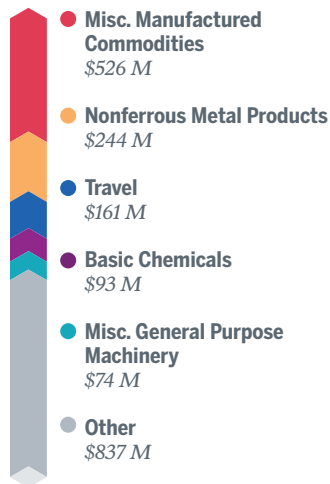 Misc. Manufactured
Commodities
$526 M
Nonferrous Metal Products
$244 M
Travel
$161 M
Basic Chemicals
$93 M
Misc. General Purpose
Machinery
$74 M
Other
$837 M